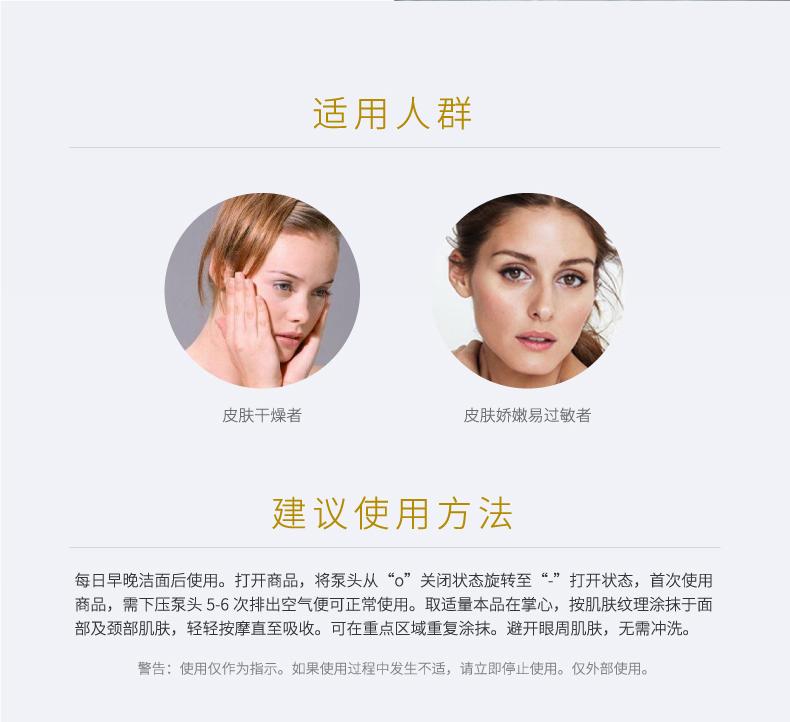 适用人群
皮肤干燥者
皮肤娇嫩易过敏者
建议使用方法
每日早晚洁面后使用。打开商品，将泵头从“o”关闭状态旋转至“-”打开状态，首次使用
商品，需下压泵头 5-6 次排出空气便可正常使用。取适量本品在掌心，按肌肤纹理涂抹于面
部及颈部肌肤，轻轻按摩直至吸收。可在重点区域重复涂抹。避开眼周肌肤，无需冲洗。
警告：使用仅作为指示。如果使用过程中发生不适，请立即停止使用。仅外部使用。